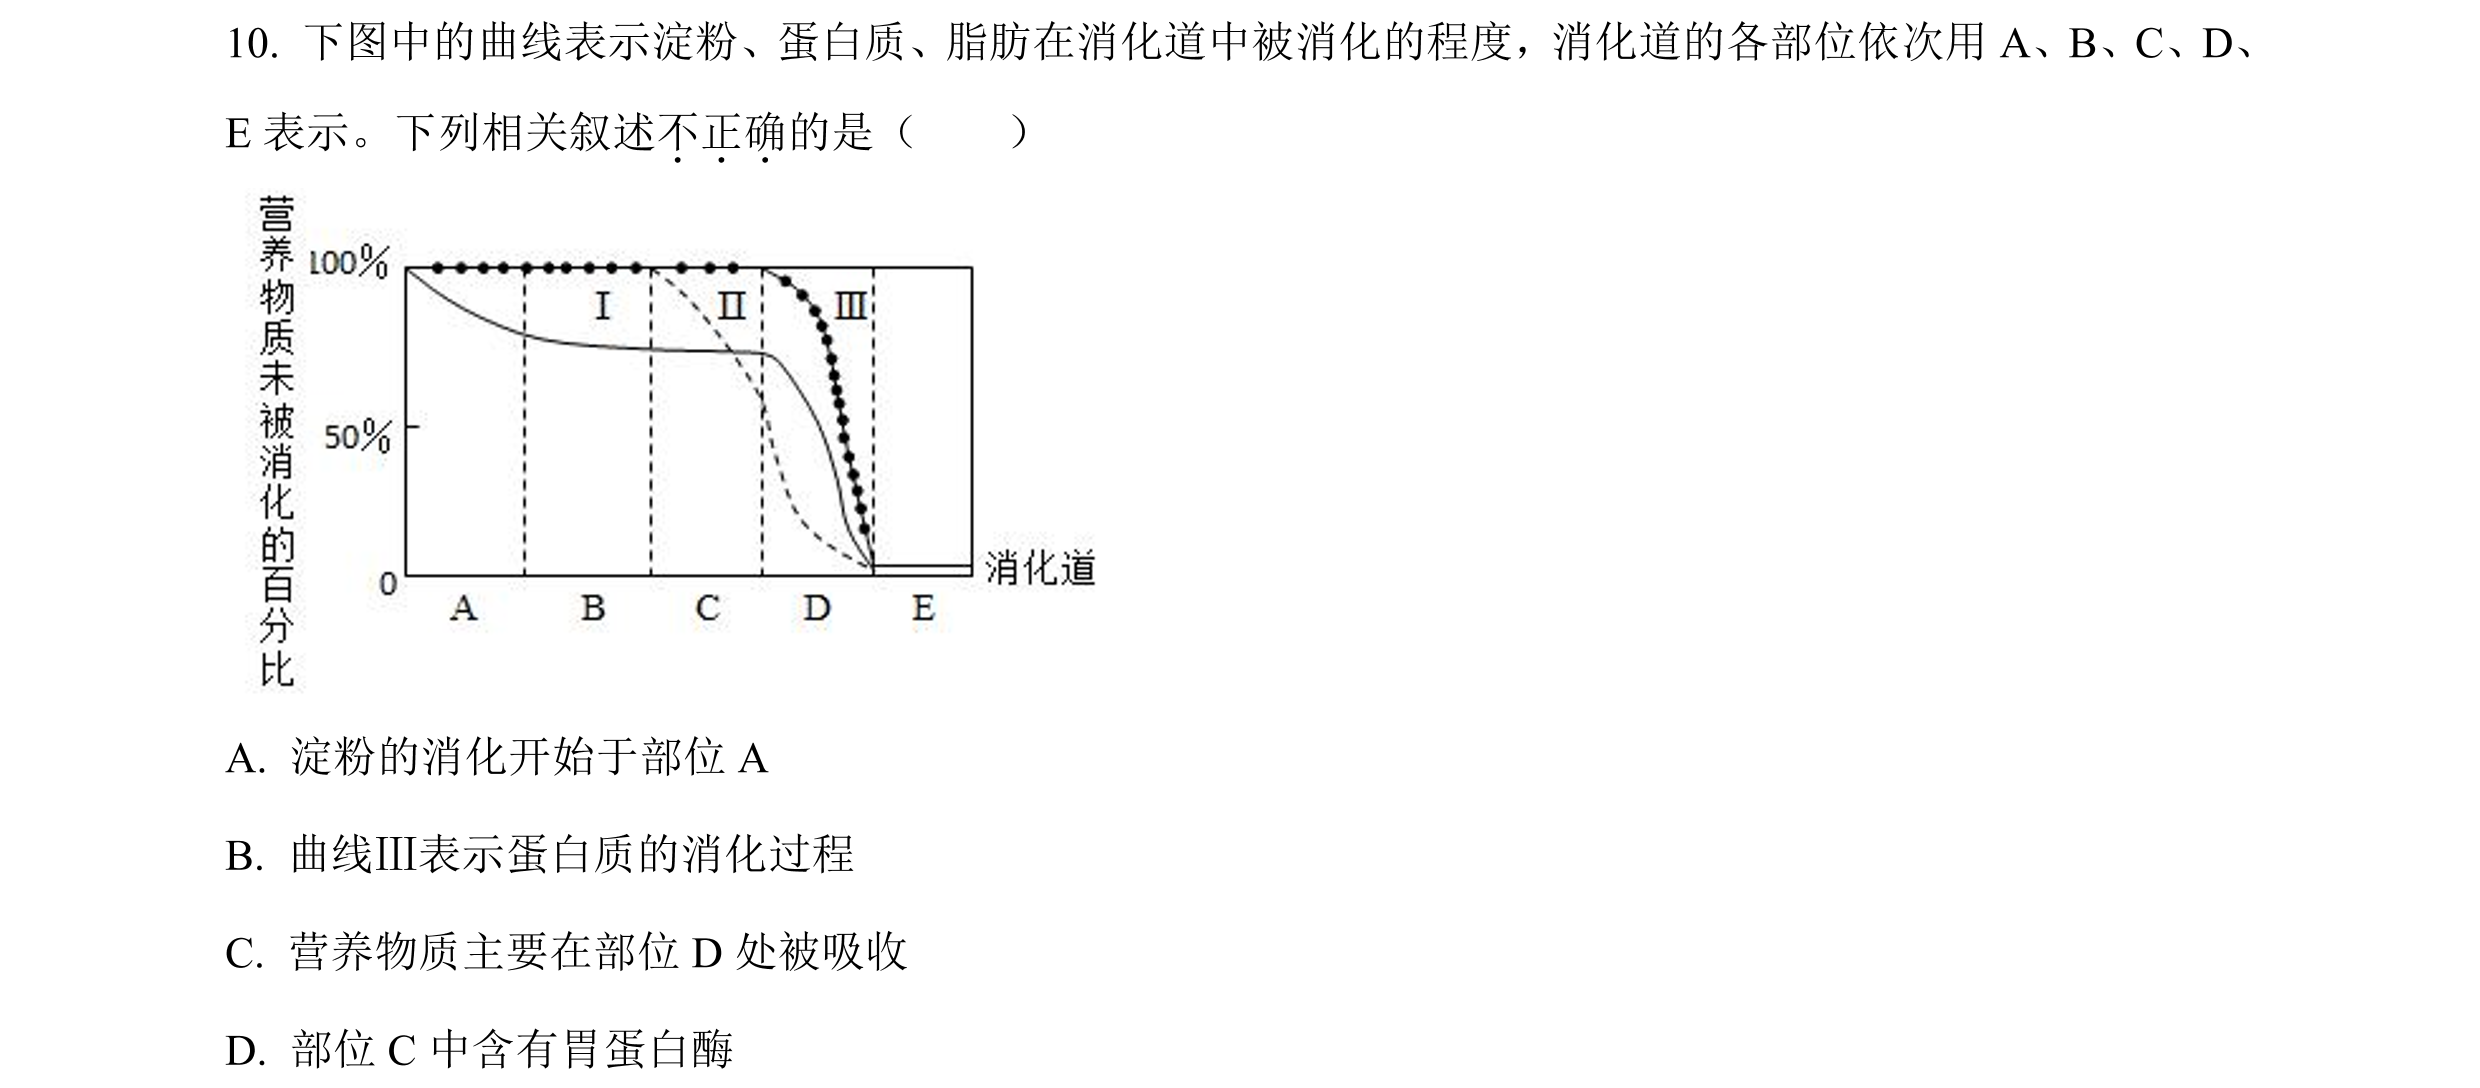 10. 下图中的曲线表示淀粉、蛋白质、脂肪在消化道中被消化的程度，消化道的各部位依次用 A、B、C、D、
E 表示。下列相关叙述不正确的是（　　）
营养物质未被消化的百分比
100%
Ⅰ Ⅱ Ⅲ
50%
0
消化道
A B C D E
A. 淀粉的消化开始于部位 A
B. 曲线Ⅲ表示蛋白质的消化过程
C. 营养物质主要在部位 D 处被吸收
D. 部位 C 中含有胃蛋白酶